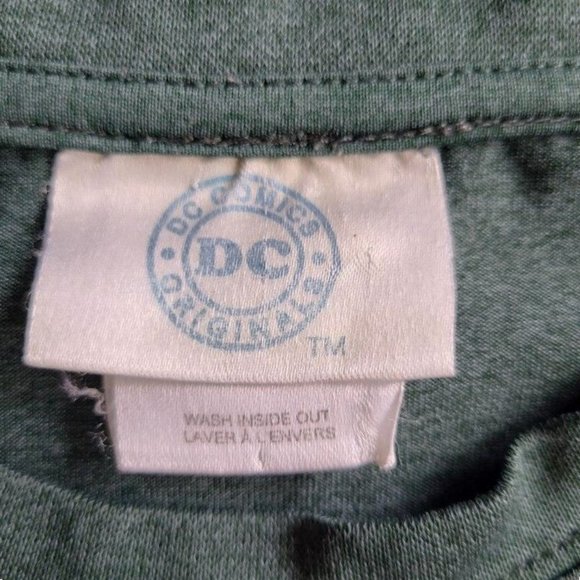 DC COMICS
DC
ORIGINALS
TM
WASH INSIDE OUT
LAVER À L'ENVERS